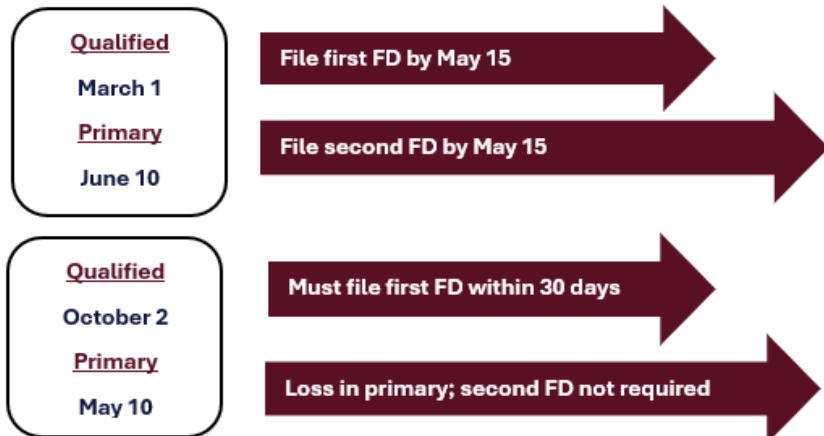 Qualified
March 1
Primary
June 10
File first FD by May 15
File second FD by May 15
Qualified
October 2
Primary
May 10
Must file first FD within 30 days
Loss in primary; second FD not required